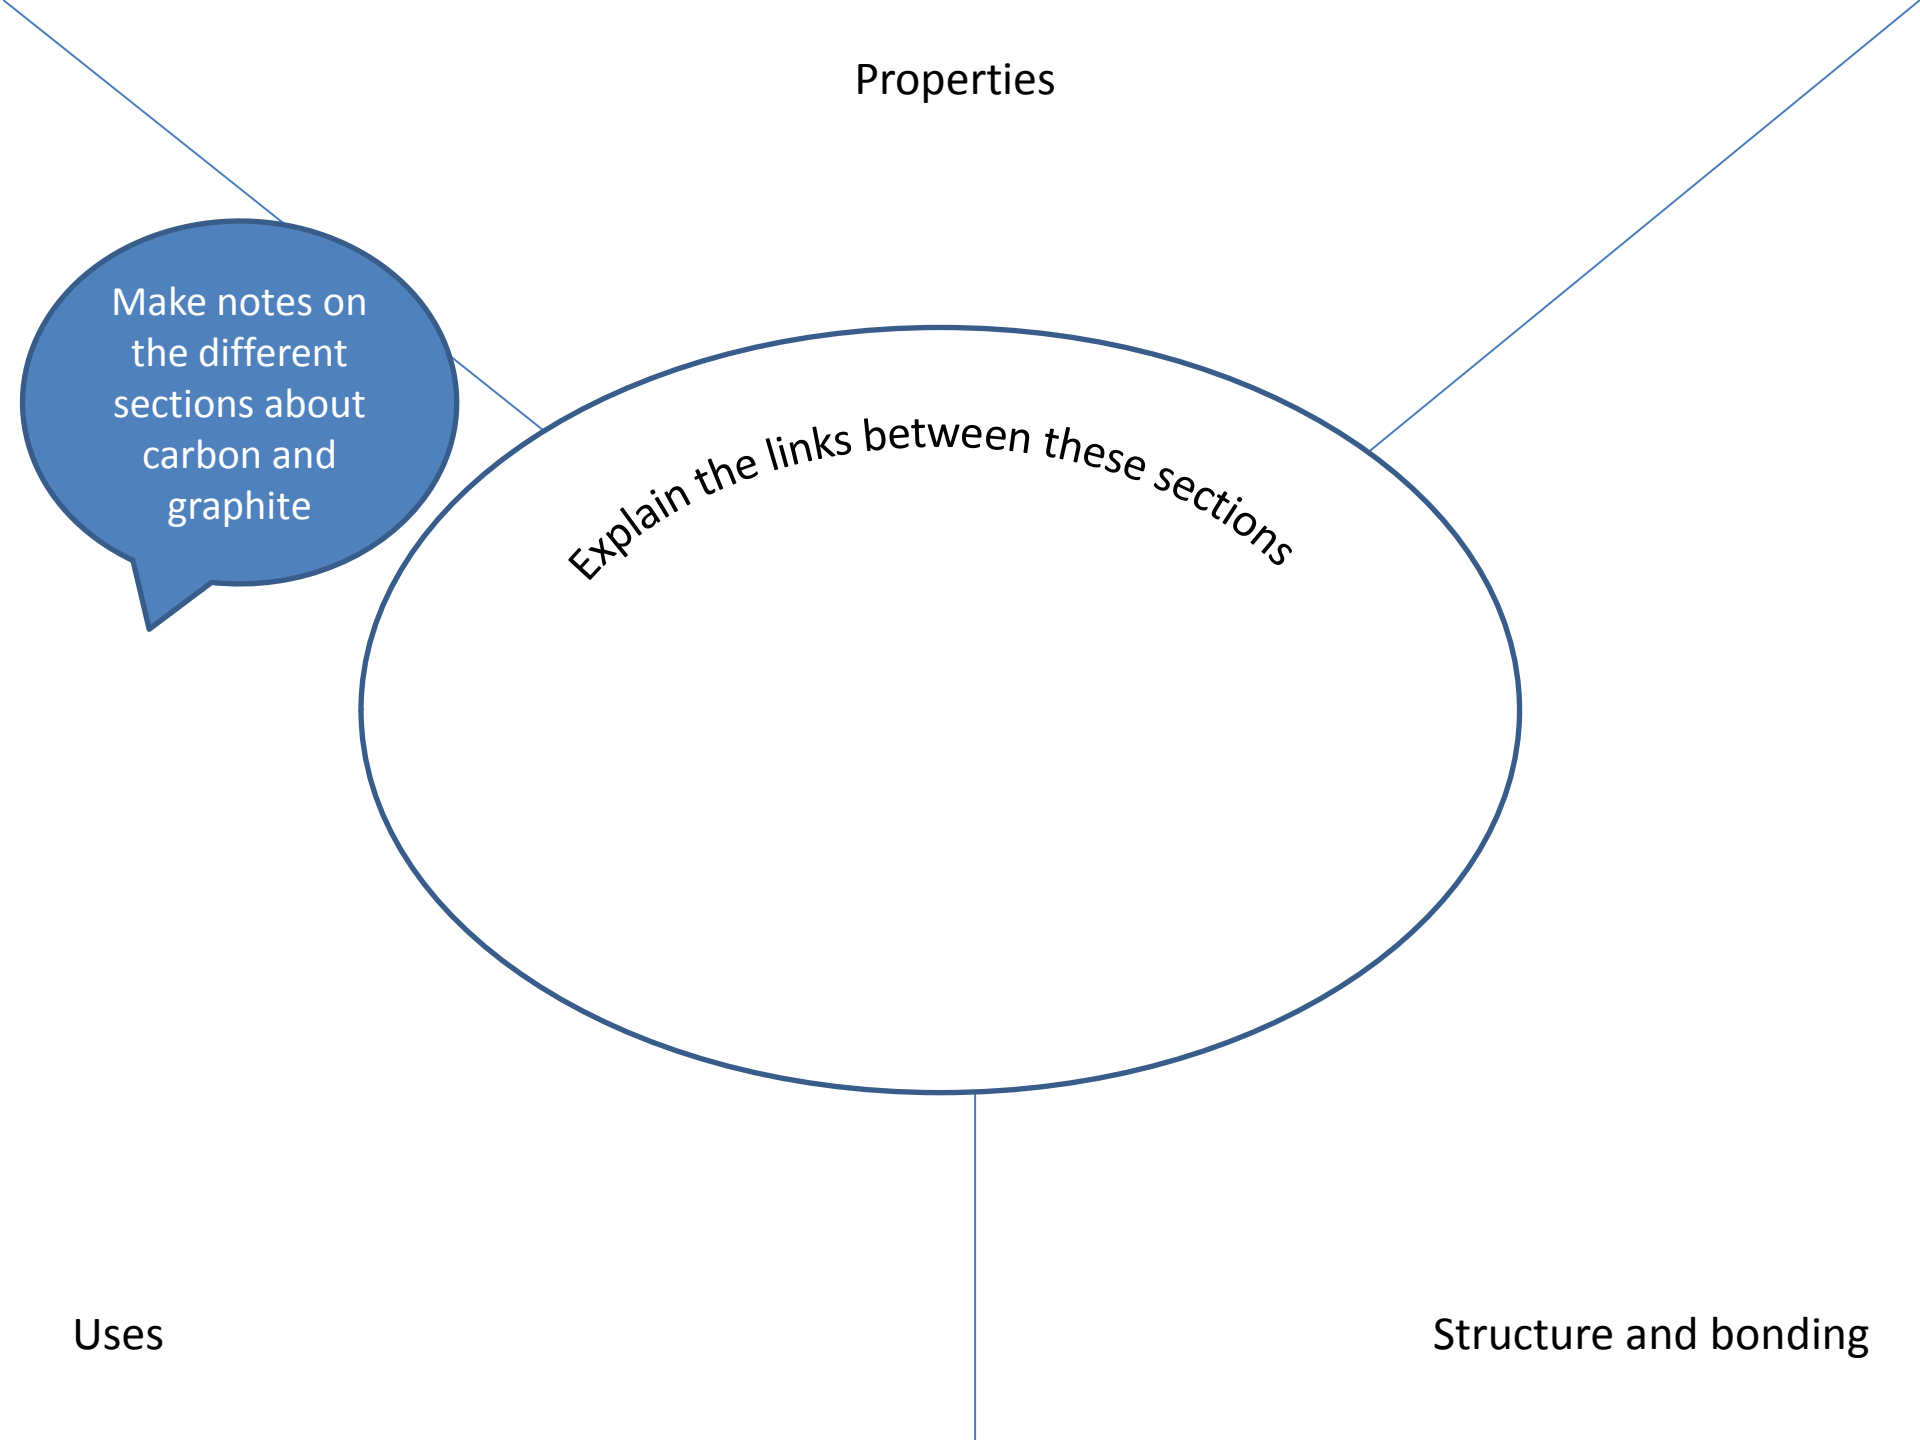 Properties
Make notes on
the different
sections about
carbon and
graphite
Explain the links between these sections
Uses
Structure and bonding